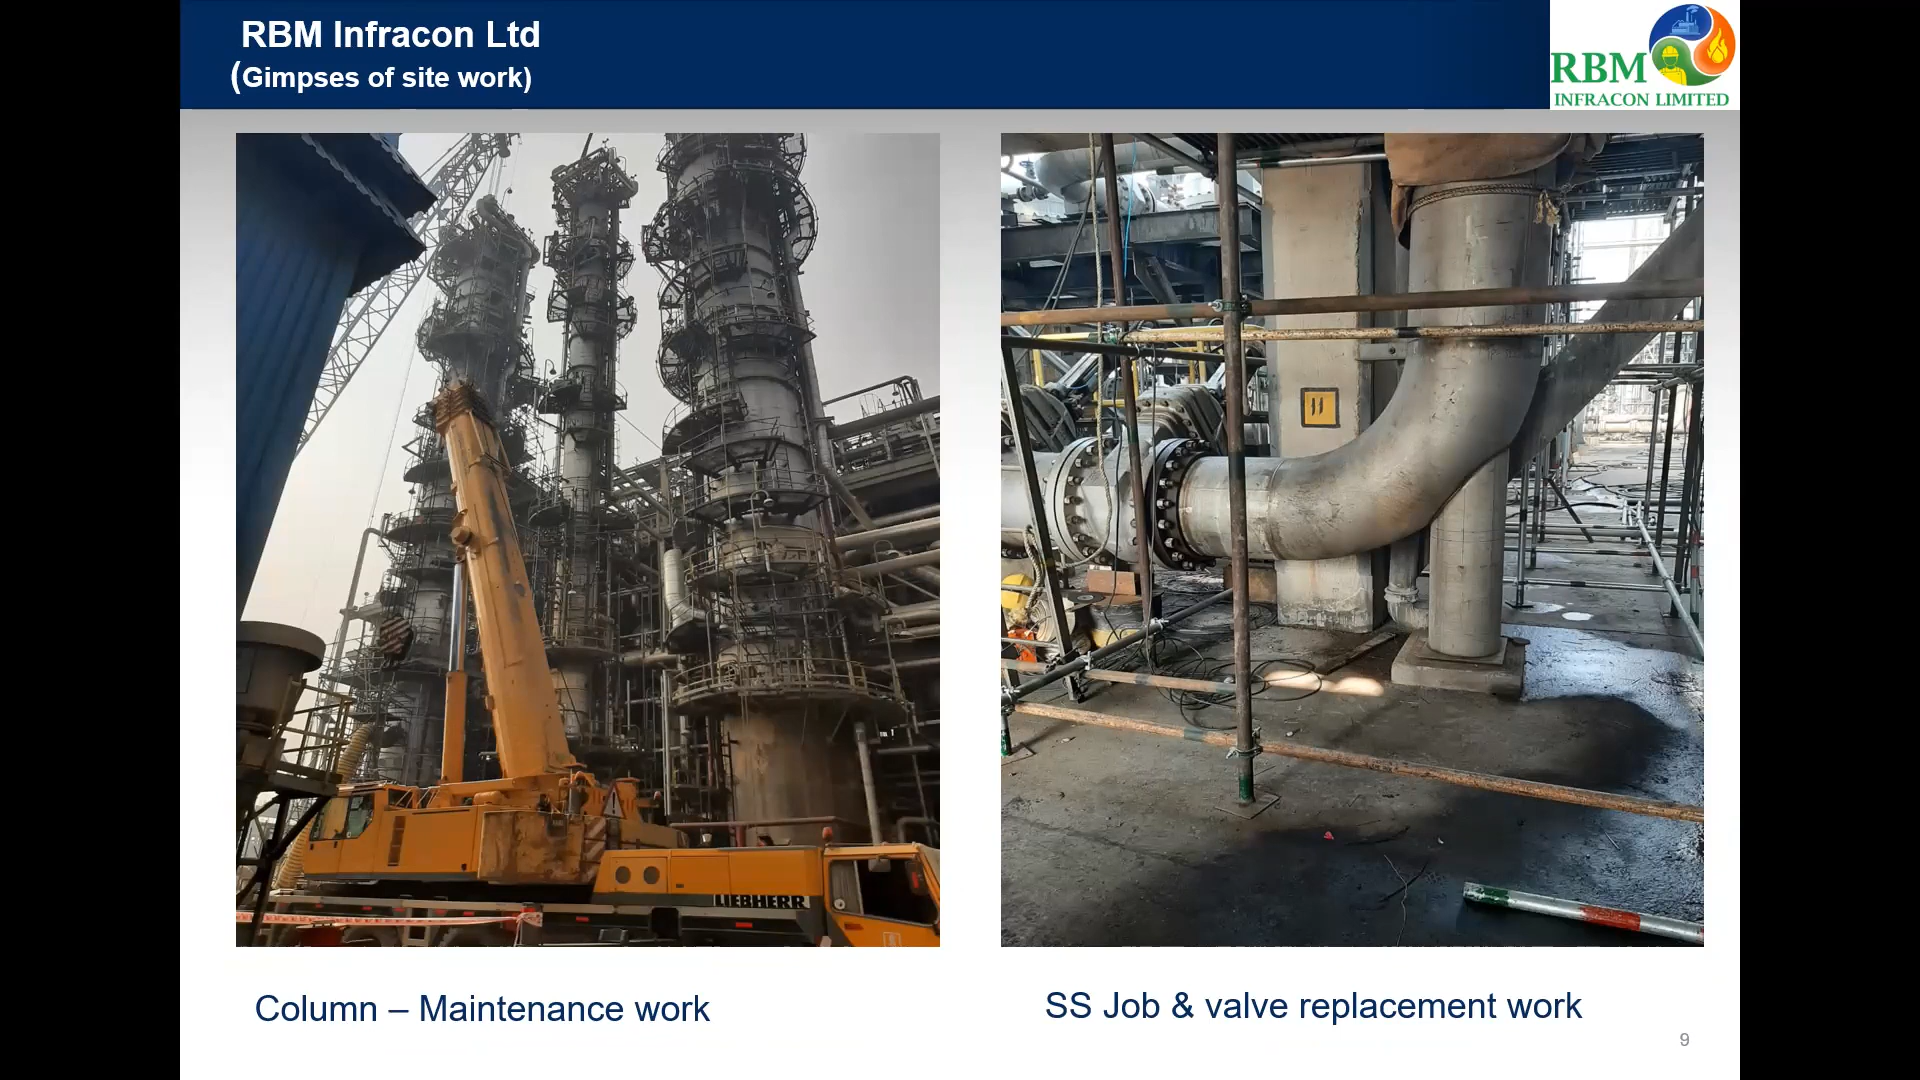 RBM Infracon Ltd
(Gimpses of site work)
RBM
INFRACON LIMITED
11
LIEBHERR
Column – Maintenance work
SS Job & valve replacement work
9